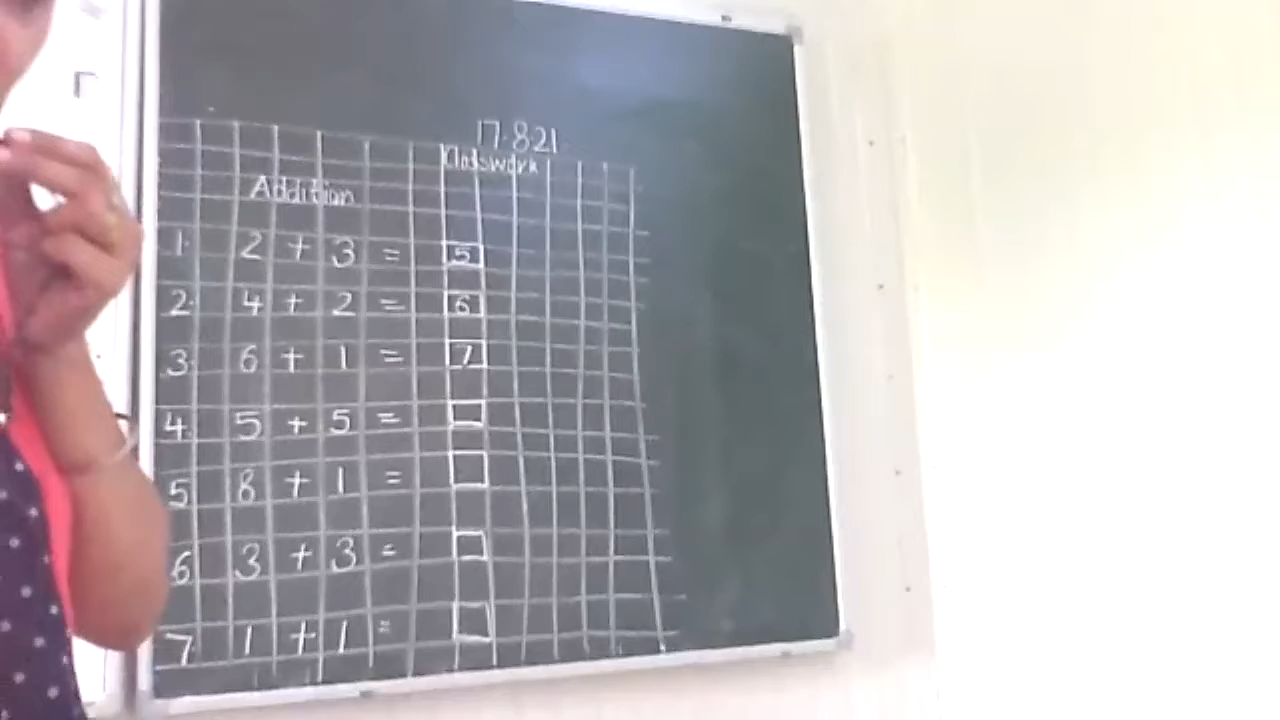 17.8.21
Classwork
Addition
1. 2 + 3 = 5
2. 4 + 2 = 6
3. 6 + 1 = 7
4. 5 + 5 =
5 8 + 1 =
6 3 + 3 =
7 1 + 1 =